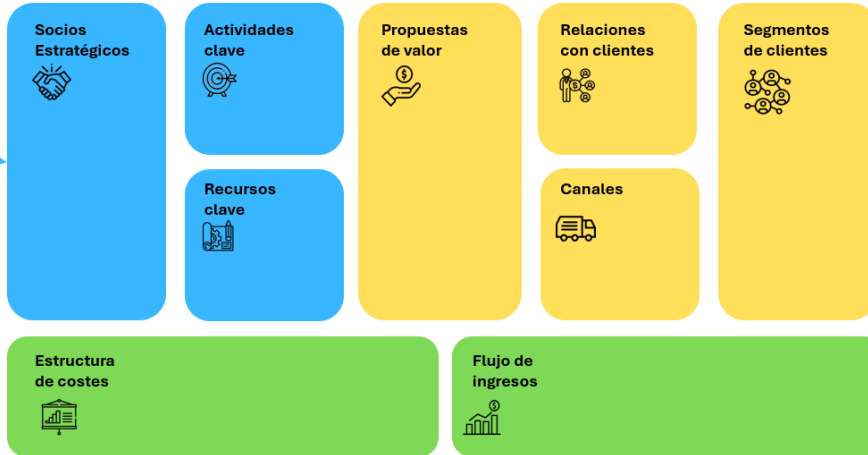 Socios
Estratégicos
Actividades
clave
Recursos
clave
Propuestas
de valor
Relaciones
con clientes
Canales
Segmentos
de clientes
Estructura
de costes
Flujo de
ingresos